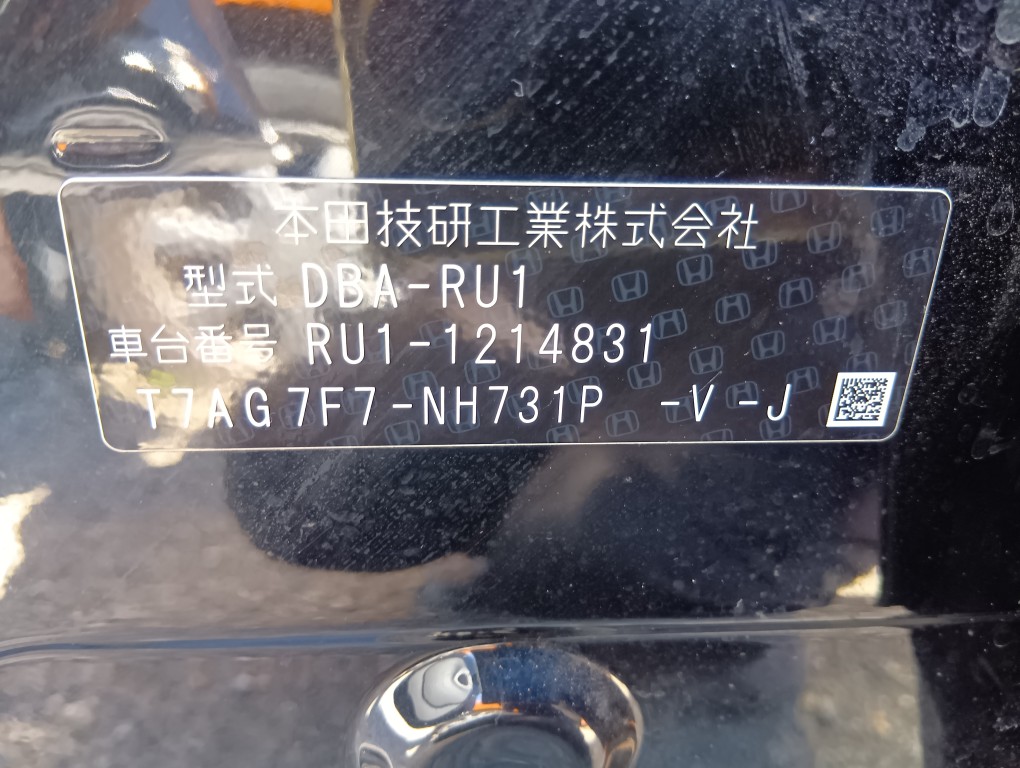 本田技研工業株式会社
型式 DBA-RU1
車台番号 RU1-1214831
T7AG7F7-NH731P -V-J